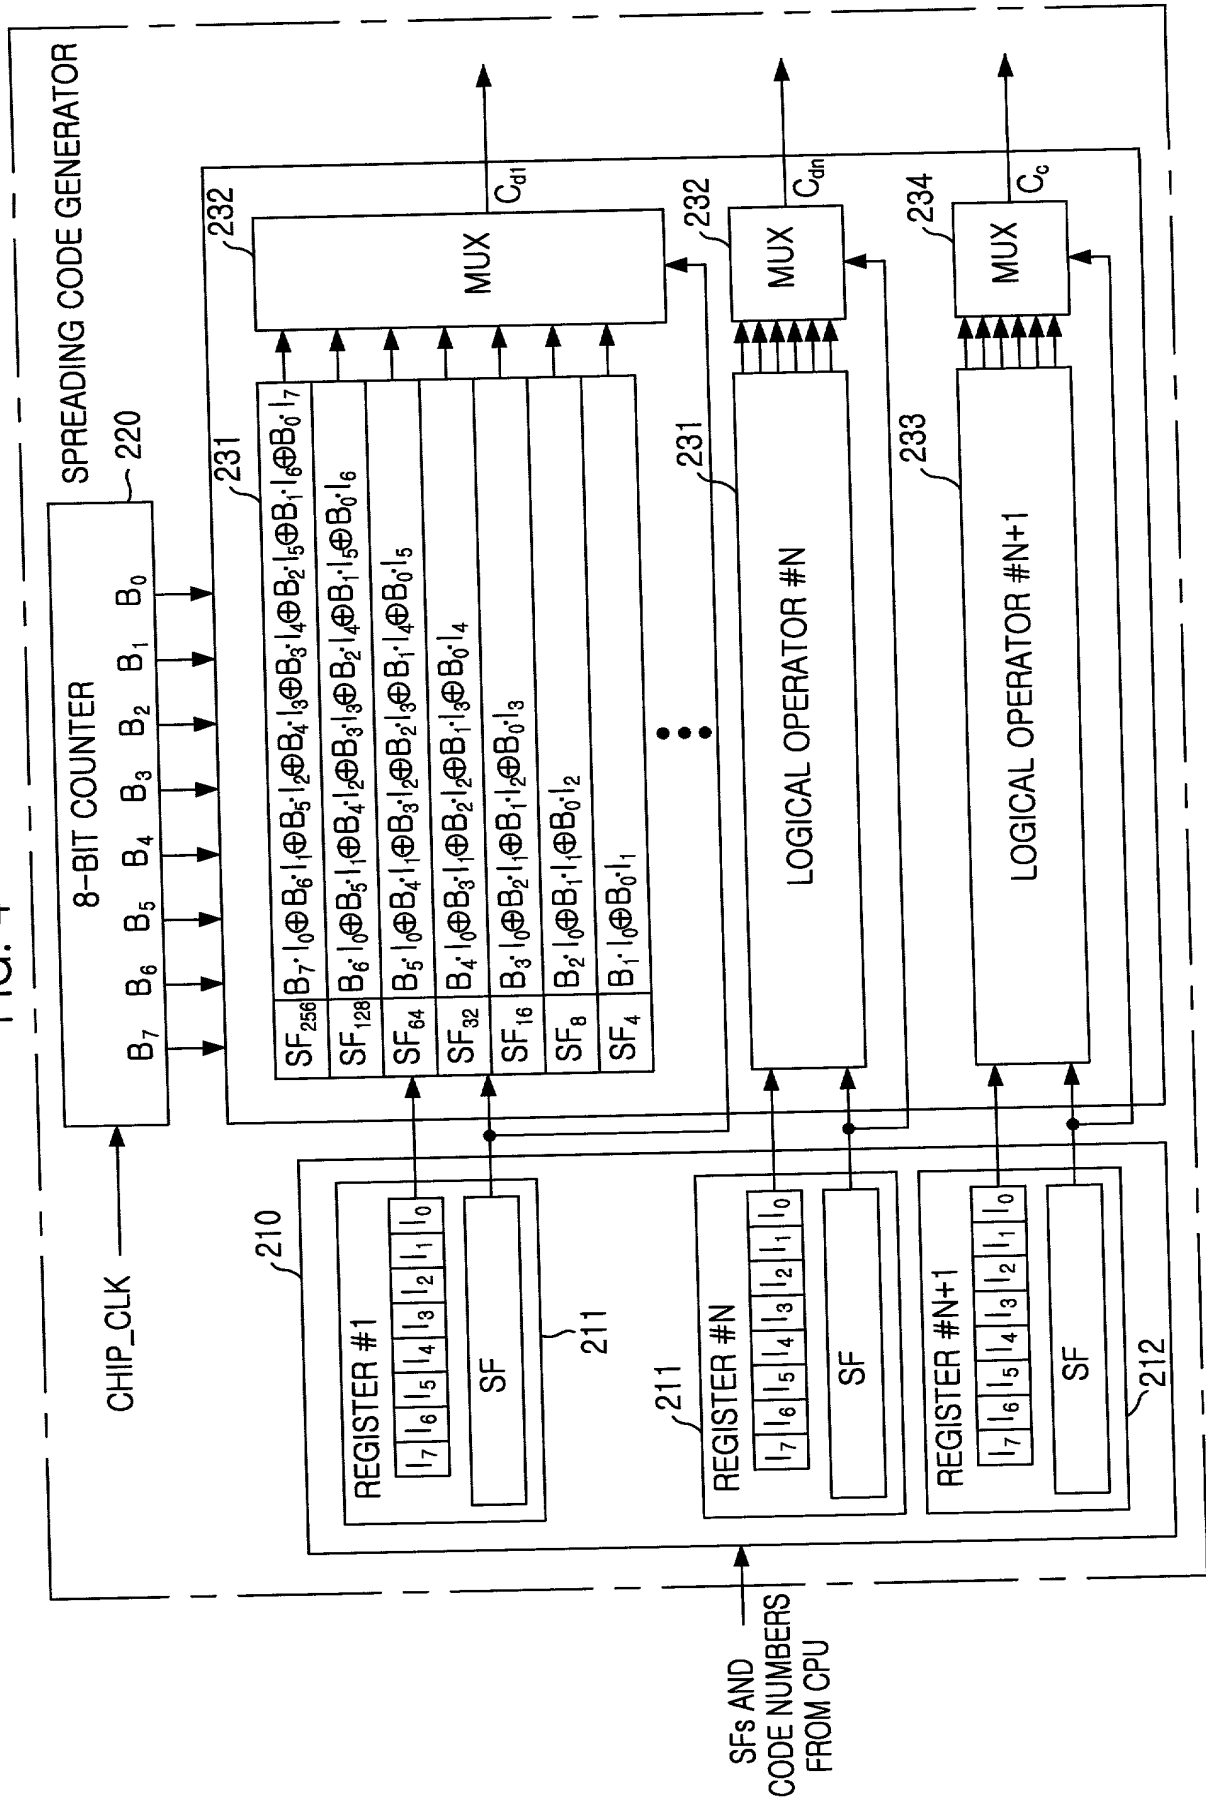 FIG. 4
SPREADING CODE GENERATOR
220
8-BIT COUNTER
B₇ B₆ B₅ B₄ B₃ B₂ B₁ B₀
CHIP_CLK
210
REGISTER #1
I₇ I₆ I₅ I₄ I₃ I₂ I₁ I₀
SF
211
211
REGISTER #N
I₇ I₆ I₅ I₄ I₃ I₂ I₁ I₀
SF
REGISTER #N+1
I₇ I₆ I₅ I₄ I₃ I₂ I₁ I₀
SF
212
SFs AND
CODE NUMBERS
FROM CPU
231
SF₂₅₆ B₇·I₀⊕B₆·I₁⊕B₅·I₂⊕B₄·I₃⊕B₃·I₄⊕B₂·I₅⊕B₁·I₆⊕B₀·I₇
SF₁₂₈ B₆·I₀⊕B₅·I₁⊕B₄·I₂⊕B₃·I₃⊕B₂·I₄⊕B₁·I₅⊕B₀·I₆
SF₆₄ B₅·I₀⊕B₄·I₁⊕B₃·I₂⊕B₂·I₃⊕B₁·I₄⊕B₀·I₅
SF₃₂ B₄·I₀⊕B₃·I₁⊕B₂·I₂⊕B₁·I₃⊕B₀·I₄
SF₁₆ B₃·I₀⊕B₂·I₁⊕B₁·I₂⊕B₀·I₃
SF₈ B₂·I₀⊕B₁·I₁⊕B₀·I₂
SF₄ B₁·I₀⊕B₀·I₁
232
MUX
Cd1
231
LOGICAL OPERATOR #N
232
MUX
Cdn
233
LOGICAL OPERATOR #N+1
234
MUX
Cc